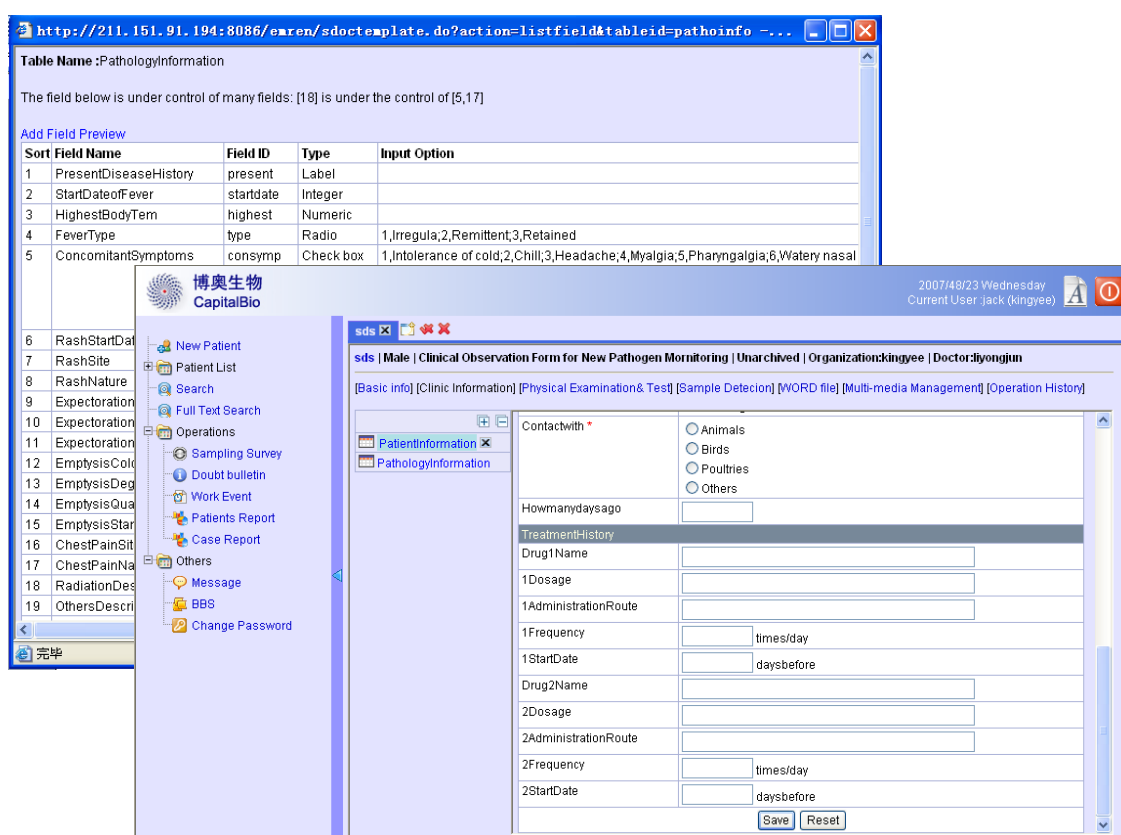 http://211.151.91.194:8086/emren/sdoctemplate.do?action=listfield&tableid=pathoinfo -...
Table Name :PathologyInformation
The field below is under control of many fields: [18] is under the control of [5,17]
Add Field Preview
Sort Field Name Field ID Type Input Option
1 PresentDiseaseHistory present Label
2 StartDateofFever startdate Integer
3 HighestBodyTem highest Numeric
4 FeverType type Radio 1,Irregula;2,Remittent;3,Retained
5 ConcomitantSymptoms consymp Check box 1,Intolerance of cold;2,Chill;3,Headache;4,Myalgia;5,Pharyngalgia;6,Watery nasal
6 RashStartDat
7 RashSite
8 RashNature
9 Expectoration
10 Expectoration
11 Expectoration
12 EmptysisColo
13 EmptysisDeg
14 EmptysisQua
15 EmptysisStar
16 ChestPainSit
17 ChestPainNa
18 RadiationDes
19 OthersDescri
完毕
博奥生物
CapitalBio
2007/48/23 Wednesday
Current User :jack (kingyee)
New Patient
Patient List
Search
Full Text Search
Operations
Sampling Survey
Doubt bulletin
Work Event
Patients Report
Case Report
Others
Message
BBS
Change Password
sds
sds | Male | Clinical Observation Form for New Pathogen Mornitoring | Unarchived | Organization:kingyee | Doctor:liyongjun
[Basic info] [Clinic Information] [Physical Examination& Test] [Sample Detecion] [WORD file] [Multi-media Management] [Operation History]
PatientInformation
PathologyInformation
Contactwith *
Animals
Birds
Poultries
Others
Howmanydaysago
TreatmentHistory
Drug1Name
1Dosage
1AdministrationRoute
1Frequency times/day
1StartDate daysbefore
Drug2Name
2Dosage
2AdministrationRoute
2Frequency times/day
2StartDate daysbefore
Save Reset